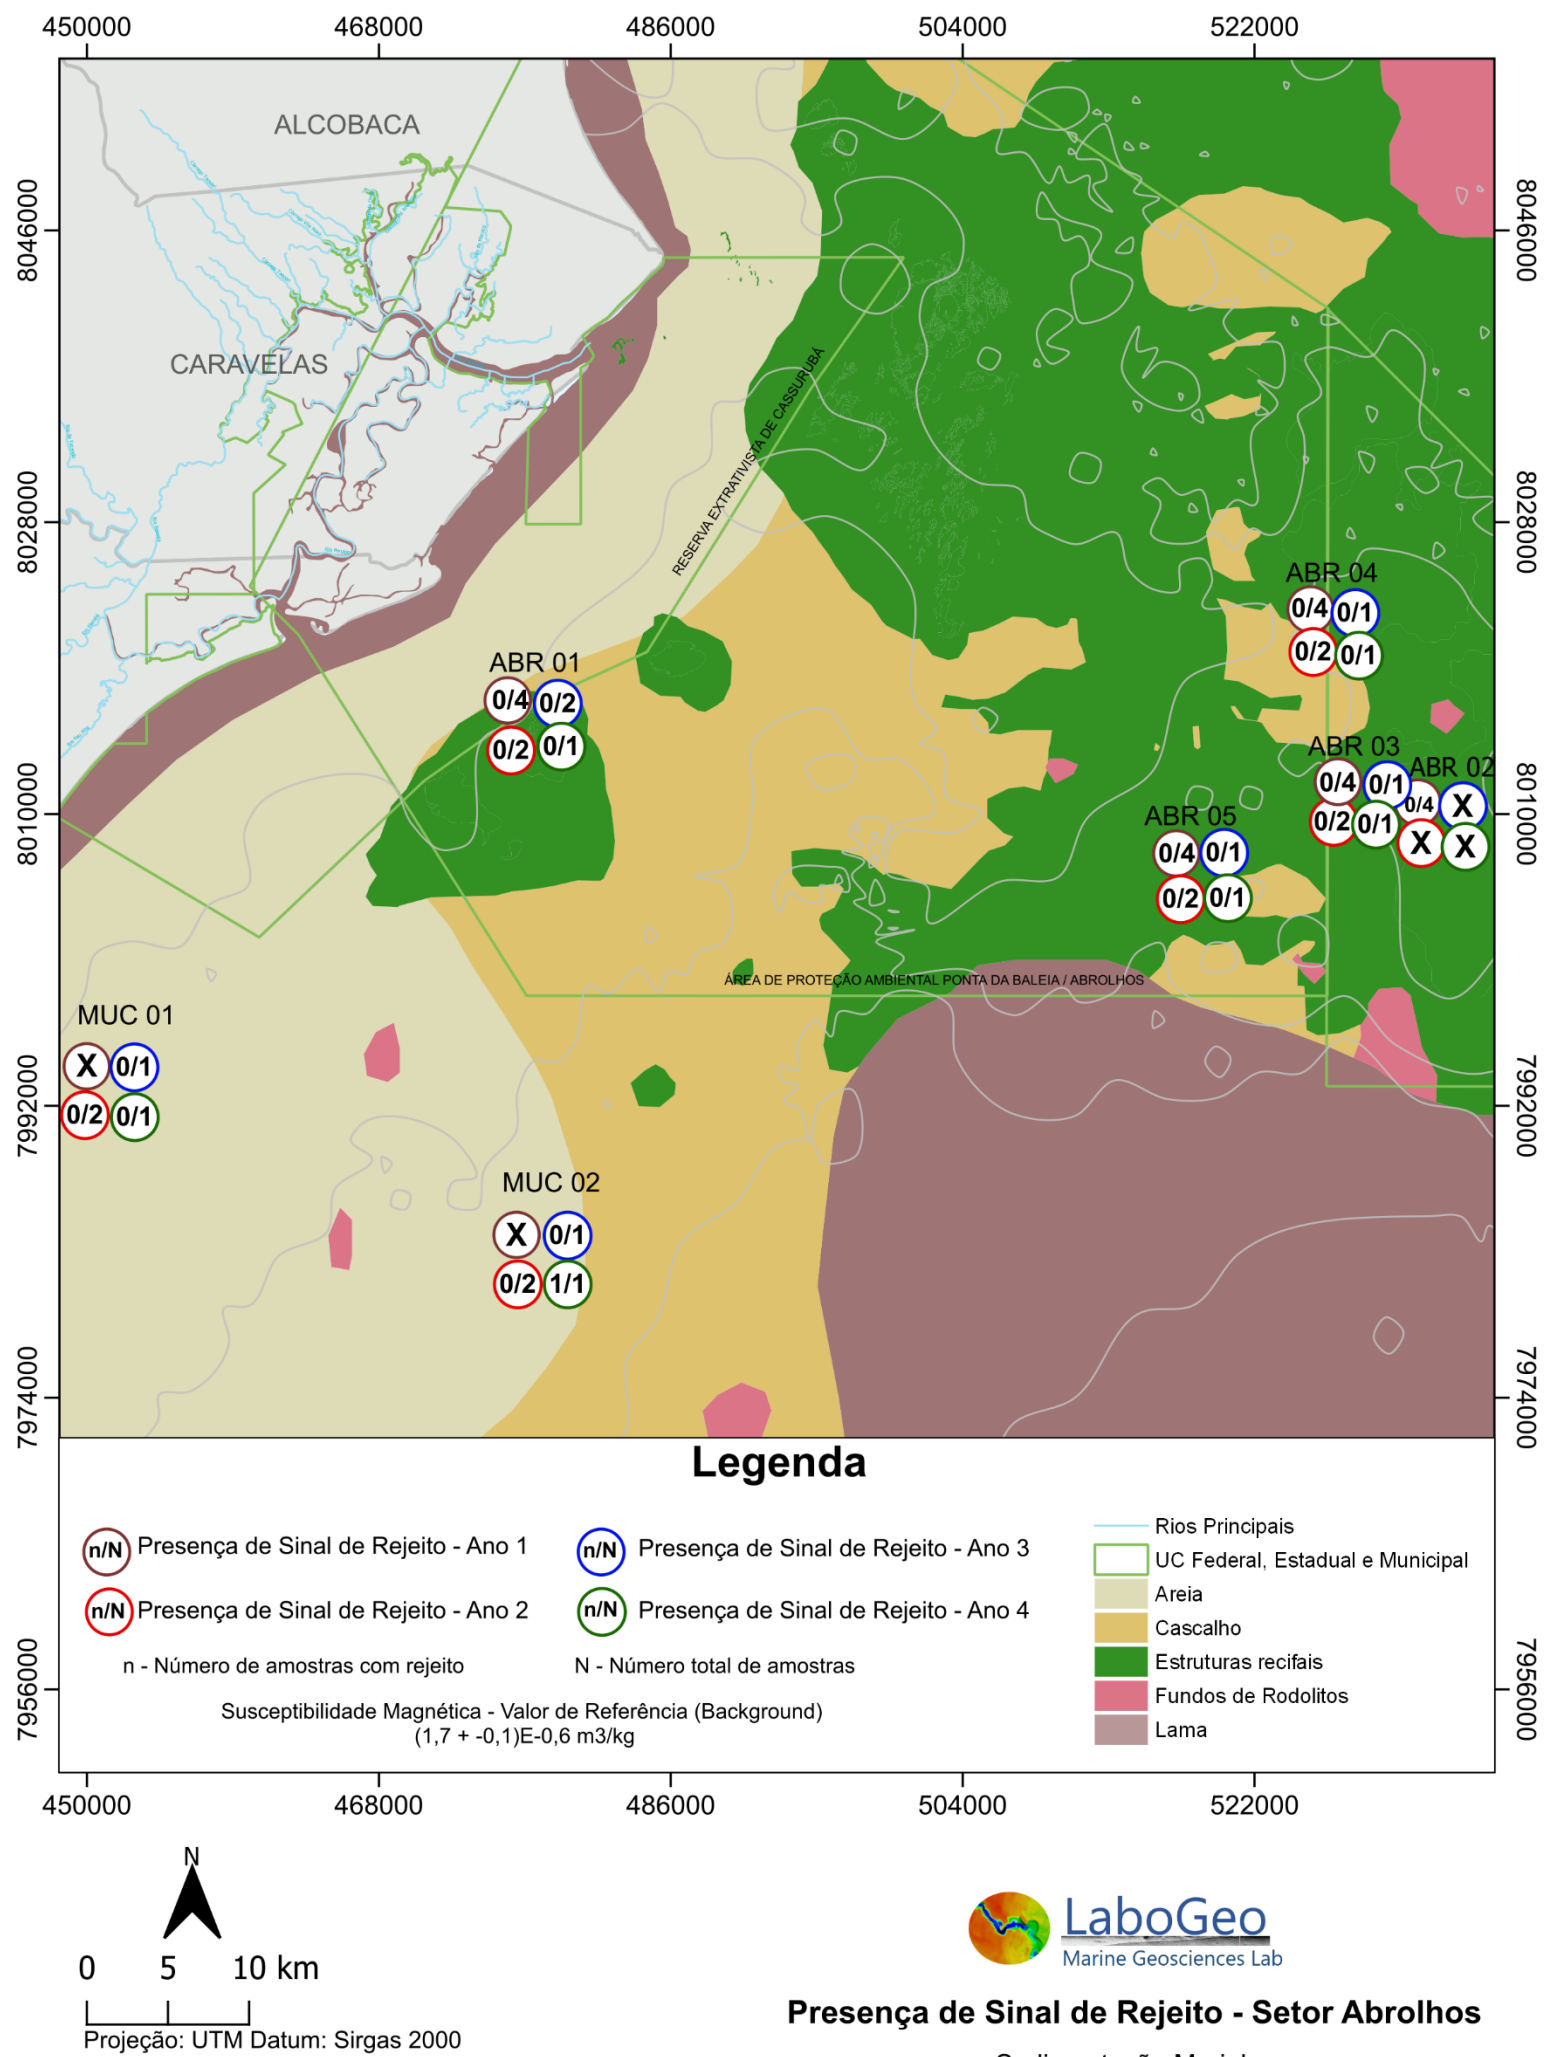 450000 468000 486000 504000 522000
ALCOBACA
8046000 8046000
CARAVELAS
RESERVA EXTRATIVISTA DE CASSURUBÁ
8028000 8028000
ABR 04
0/4 0/1
0/2 0/1
ABR 01
0/4 0/2
0/2 0/1
ABR 03 ABR 02
0/4 0/1 0/4 X
0/2 0/1 X X
8010000 8010000
ABR 05
0/4 0/1
0/2 0/1
ÁREA DE PROTEÇÃO AMBIENTAL PONTA DA BALEIA / ABROLHOS
MUC 01
X 0/1
0/2 0/1
7992000 7992000
MUC 02
X 0/1
0/2 1/1
7974000 7974000
Legenda
n/N Presença de Sinal de Rejeito - Ano 1
n/N Presença de Sinal de Rejeito - Ano 2
n/N Presença de Sinal de Rejeito - Ano 3
n/N Presença de Sinal de Rejeito - Ano 4
n - Número de amostras com rejeito
N - Número total de amostras
Susceptibilidade Magnética - Valor de Referência (Background)
(1,7 + -0,1)E-0,6 m3/kg
Rios Principais
UC Federal, Estadual e Municipal
Areia
Cascalho
Estruturas recifais
Fundos de Rodolitos
Lama
7956000 7956000
450000 468000 486000 504000 522000
N
0 5 10 km
Projeção: UTM Datum: Sirgas 2000
LaboGeo
Marine Geosciences Lab
Presença de Sinal de Rejeito - Setor Abrolhos